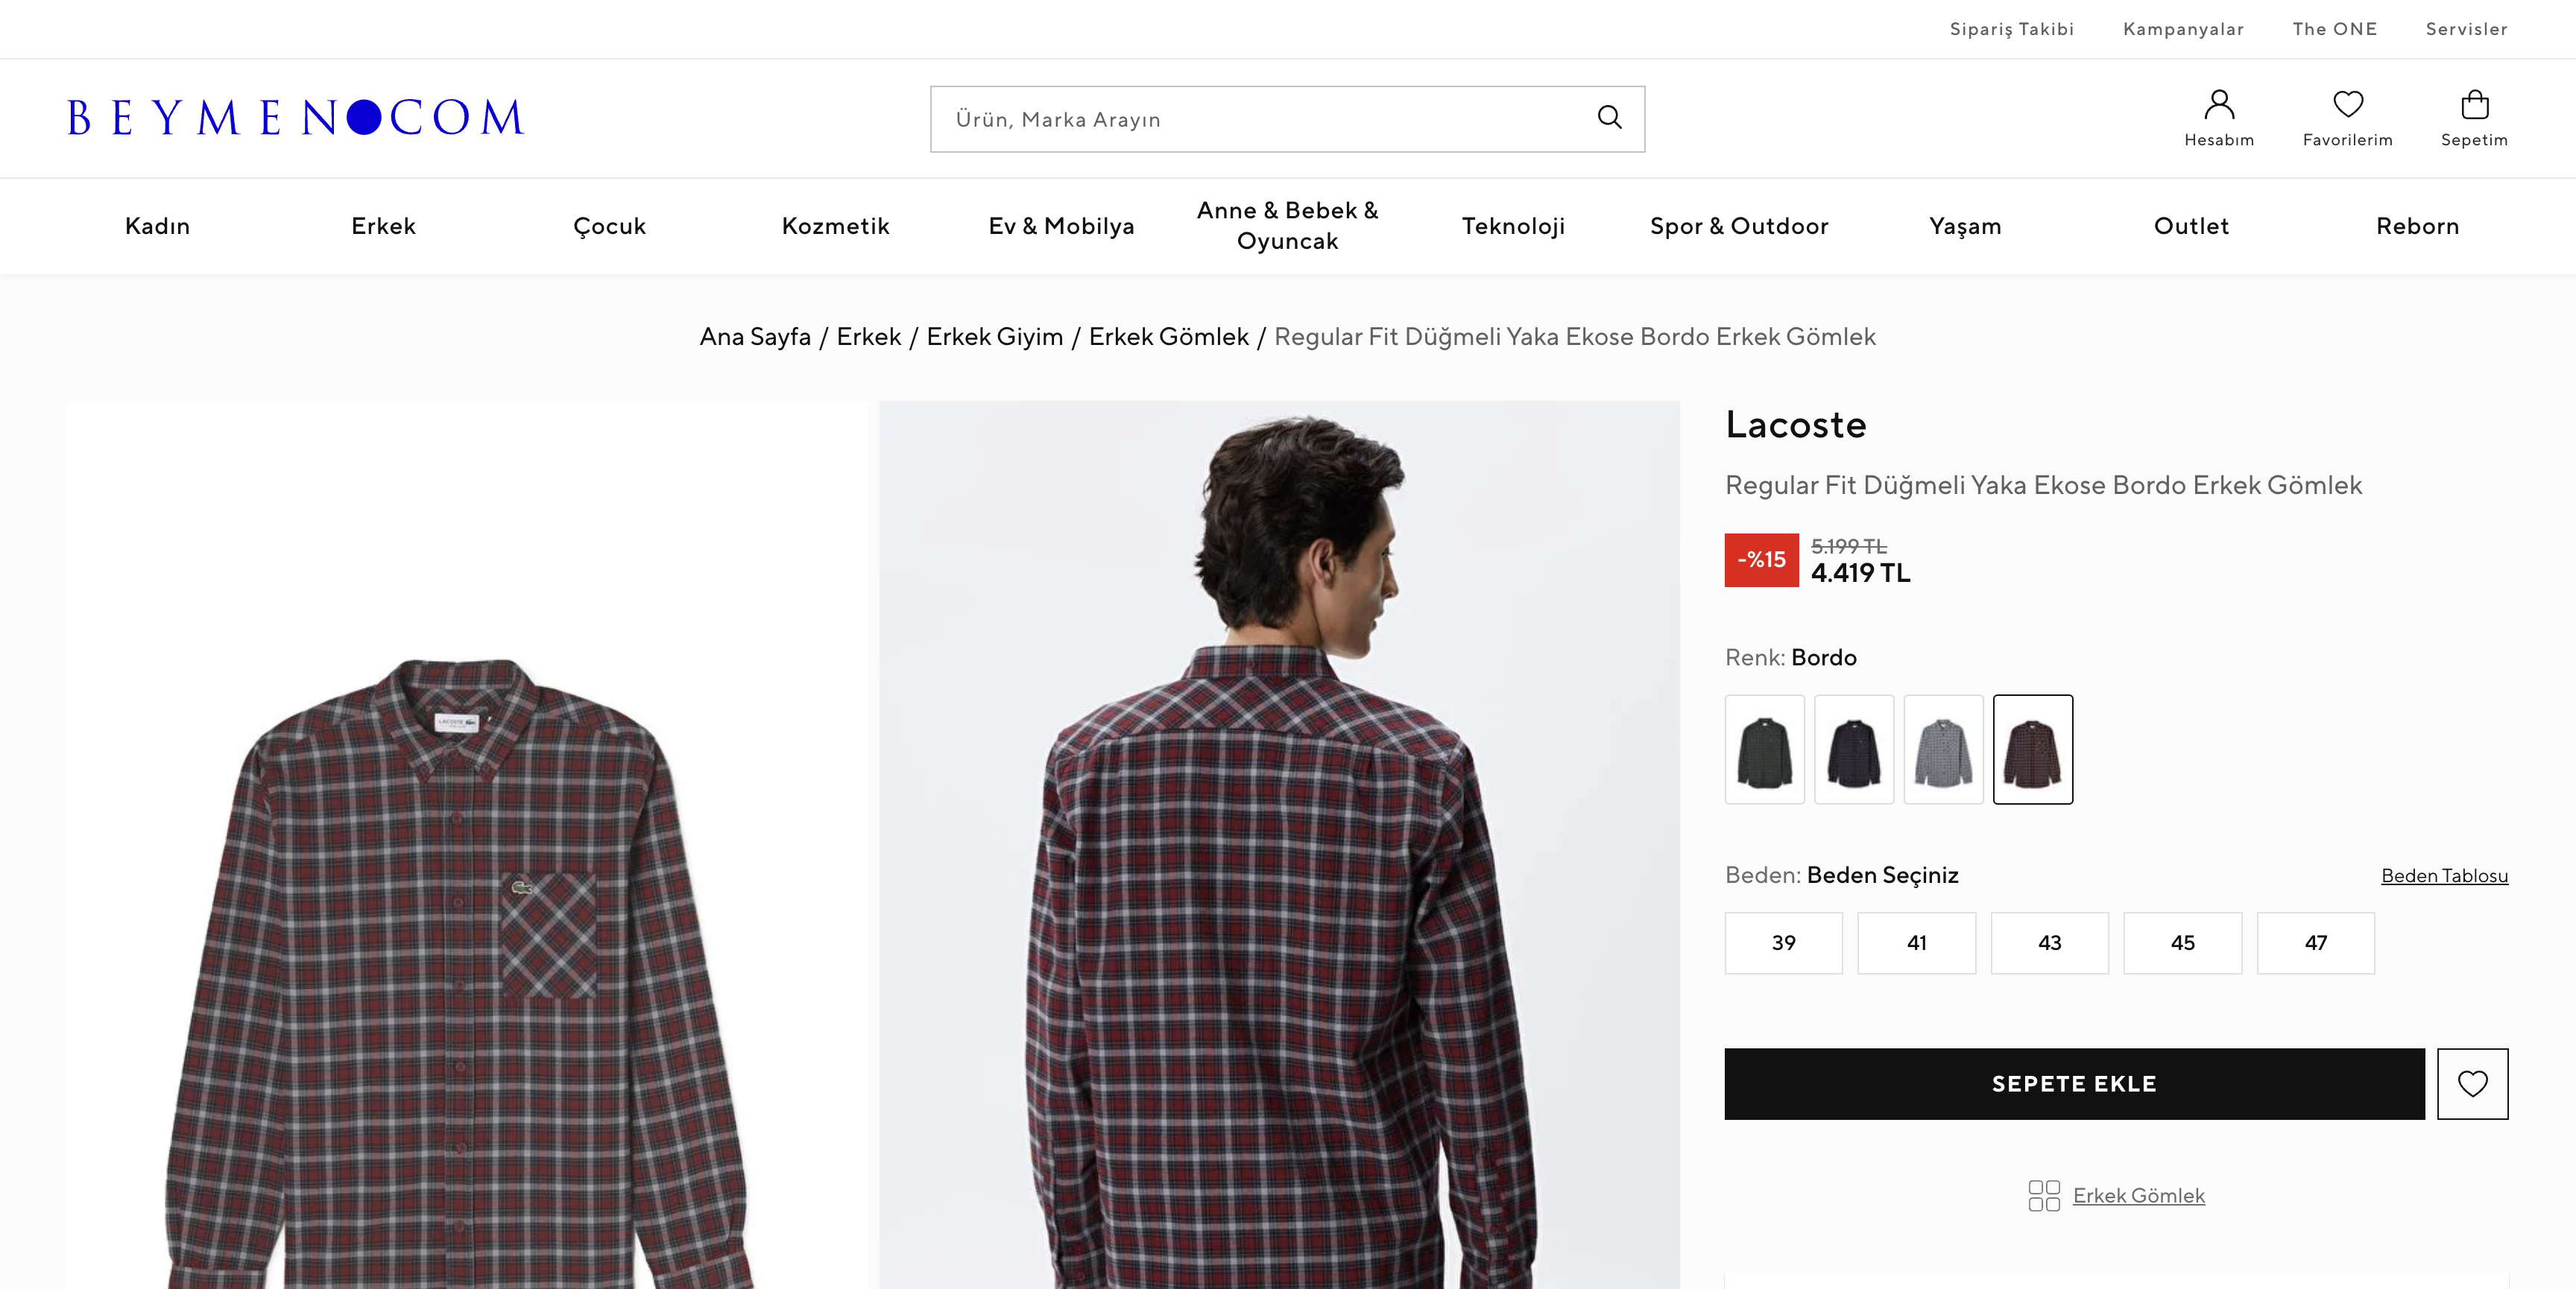 Sipariş Takibi Kampanyalar The ONE Servisler
BEYMEN COM
Ürün, Marka Arayın
Hesabım Favorilerim Sepetim
Kadın Erkek Çocuk Kozmetik Ev & Mobilya Anne & Bebek & Oyuncak Teknoloji Spor & Outdoor Yaşam Outlet Reborn
Ana Sayfa / Erkek / Erkek Giyim / Erkek Gömlek / Regular Fit Düğmeli Yaka Ekose Bordo Erkek Gömlek
LACOSTE
Lacoste
Regular Fit Düğmeli Yaka Ekose Bordo Erkek Gömlek
-%15
5.199 TL
4.419 TL
Renk: Bordo
Beden: Beden Seçiniz
Beden Tablosu
39 41 43 45 47
SEPETE EKLE
Erkek Gömlek